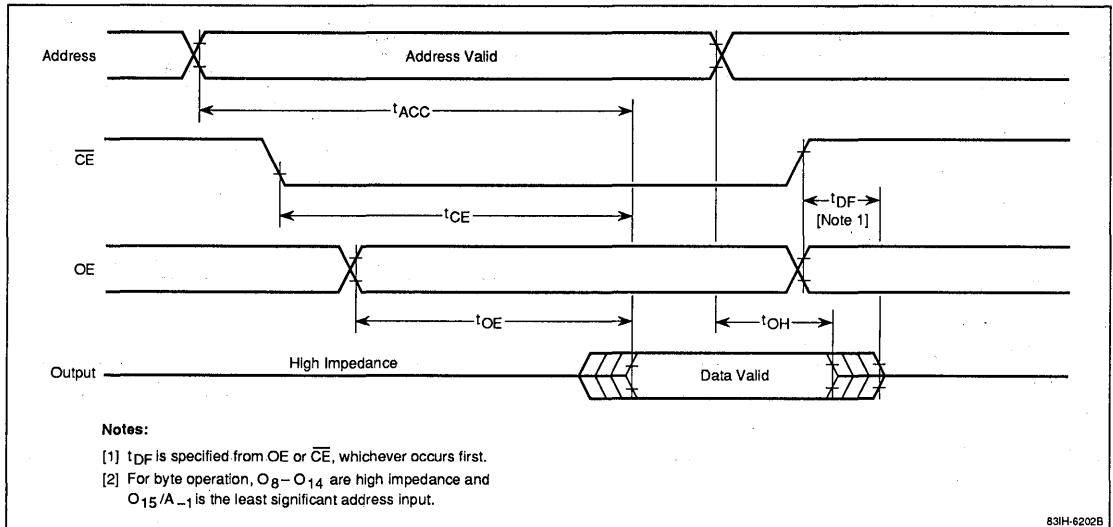 Address
Address Valid
tACC
CE
tCE
tDF
[Note 1]
OE
tOE
tOH
Output
High Impedance
Data Valid
Notes:
[1] tDF is specified from OE or CE, whichever occurs first.
[2] For byte operation, O8–O14 are high impedance and
O15/A–1 is the least significant address input.
83IH-6202B